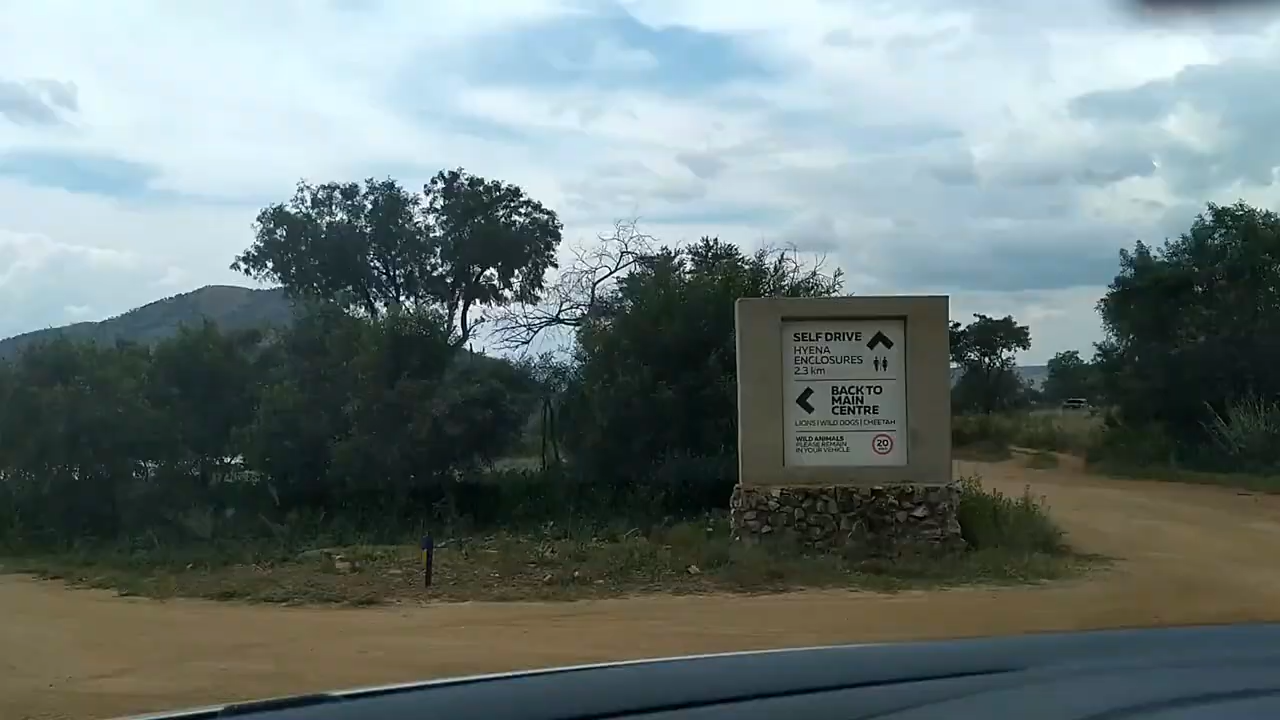 SELF DRIVE
HYENA
ENCLOSURES
2.3 km
BACK TO
MAIN
CENTRE
LIONS | WILD DOGS | CHEETAH
WILD ANIMALS
PLEASE REMAIN
IN YOUR VEHICLE
20